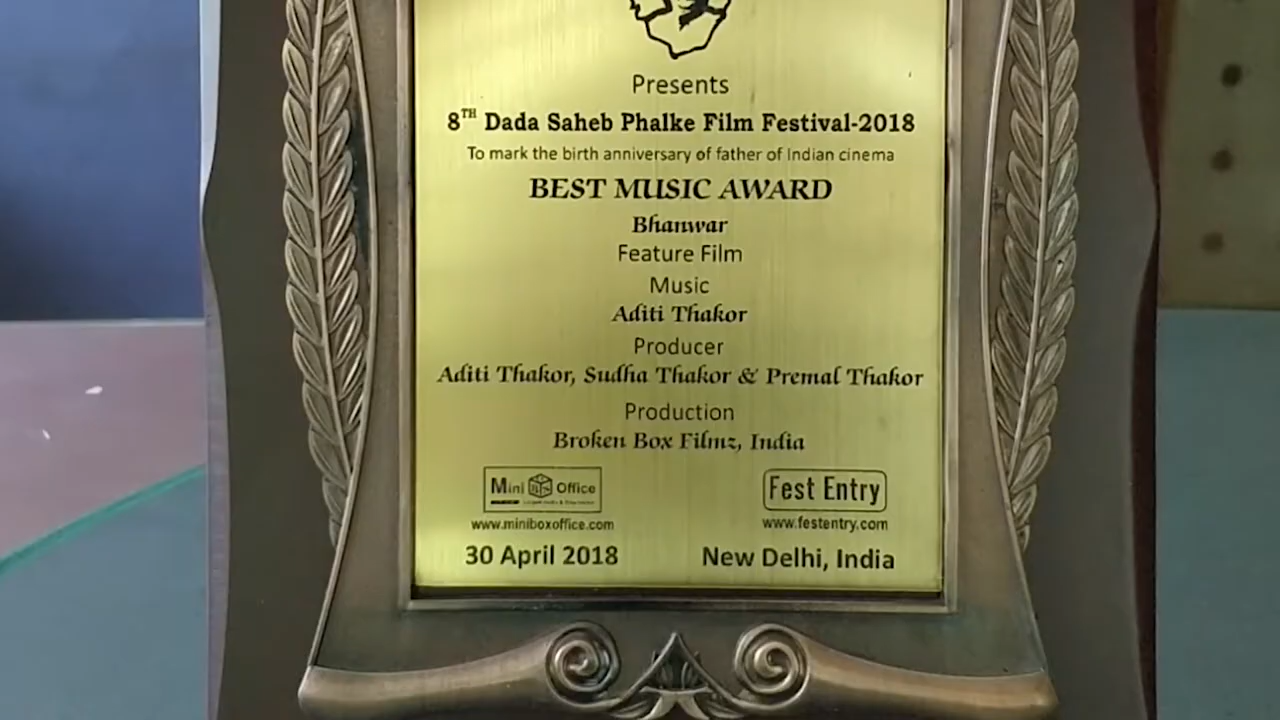 Presents
8TH Dada Saheb Phalke Film Festival-2018
To mark the birth anniversary of father of Indian cinema
BEST MUSIC AWARD
Bhanwar
Feature Film
Music
Aditi Thakor
Producer
Aditi Thakor, Sudha Thakor & Premal Thakor
Production
Broken Box Filmz, India
Mini Office
Fest Entry
www.miniboxoffice.com
www.festentry.com
30 April 2018
New Delhi, India